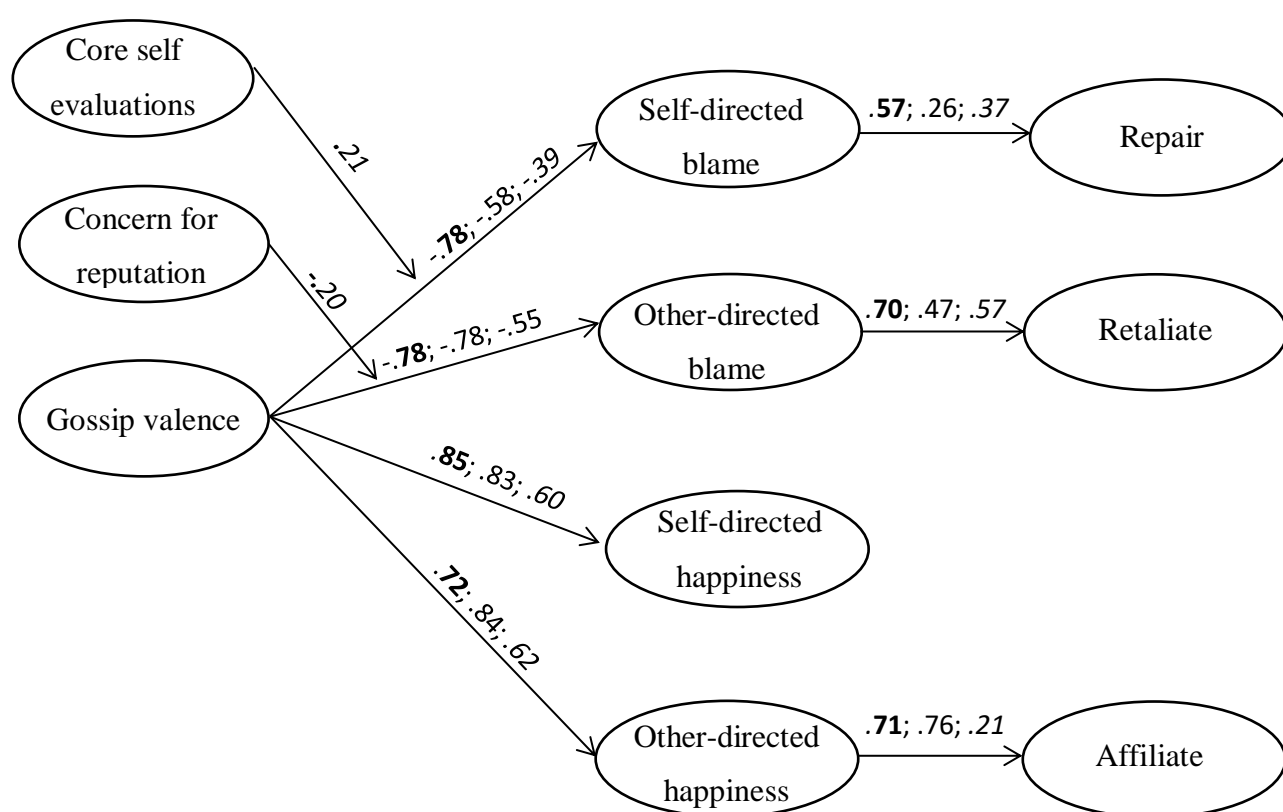 Core self
evaluations
Concern for
reputation
Gossip valence
.21
-.20
-.78; -.58; -.39
-.78; -.78; -.55
.85; .83; .60
.72; .84; .62
Self-directed
blame
Other-directed
blame
Self-directed
happiness
Other-directed
happiness
.57; .26; .37
.70; .47; .57
.71; .76; .21
Repair
Retaliate
Affiliate